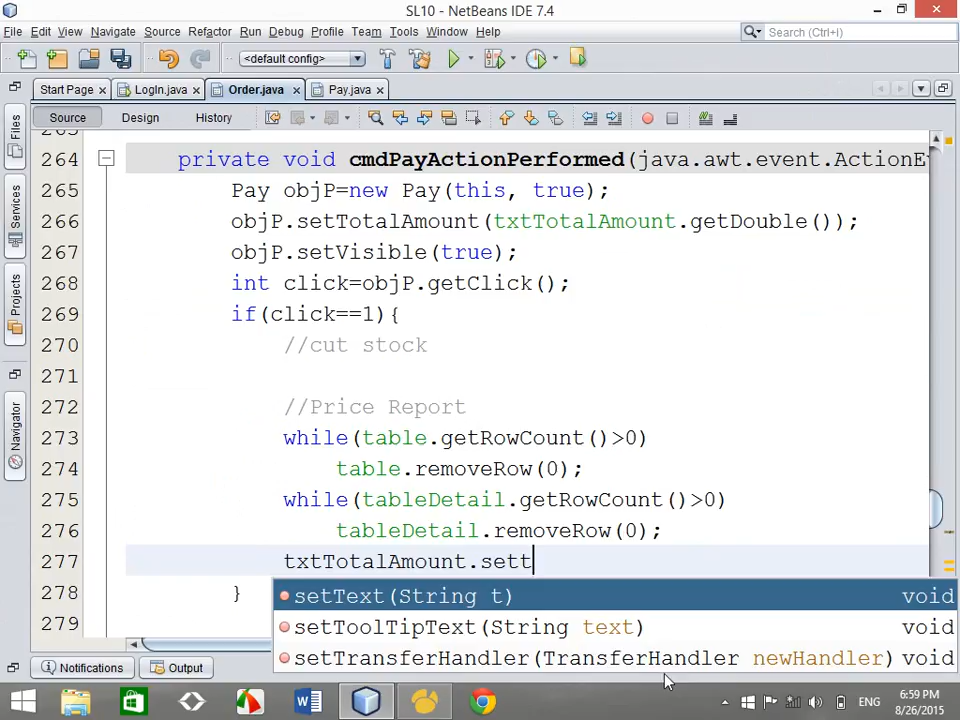 SL10 - NetBeans IDE 7.4
File Edit View Navigate Source Refactor Run Debug Profile Team Tools Window Help
Search (Ctrl+I)
<default config>
Start Page LogIn.java Order.java Pay.java
Source Design History
Files
Services
Projects
Navigator
264 private void cmdPayActionPerformed(java.awt.event.ActionE
265 Pay objP=new Pay(this, true);
266 objP.setTotalAmount(txtTotalAmount.getDouble());
267 objP.setVisible(true);
268 int click=objP.getClick();
269 if(click==1){
270 //cut stock
271
272 //Price Report
273 while(table.getRowCount()>0)
274 table.removeRow(0);
275 while(tableDetail.getRowCount()>0)
276 tableDetail.removeRow(0);
277 txtTotalAmount.sett
278 }
279
setText(String t) void
setToolTipText(String text) void
setTransferHandler(TransferHandler newHandler) void
Notifications Output
ENG
6:59 PM
8/26/2015